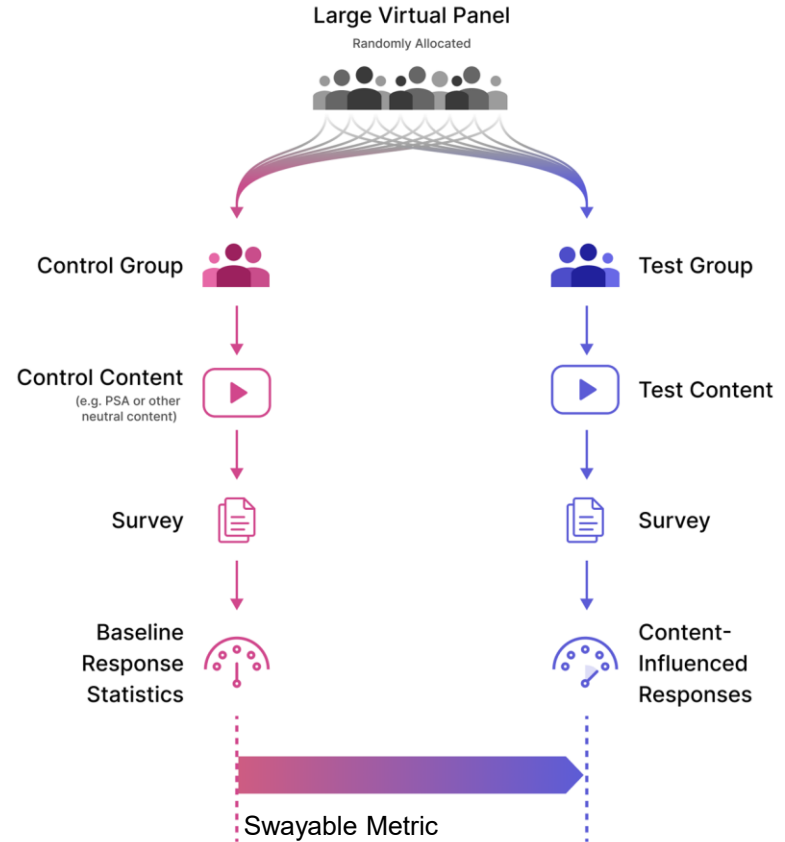 Large Virtual Panel
Randomly Allocated
Control Group
Test Group
Control Content
(e.g. PSA or other
neutral content)
Test Content
Survey
Survey
Baseline
Response
Statistics
Content-
Influenced
Responses
Swayable Metric